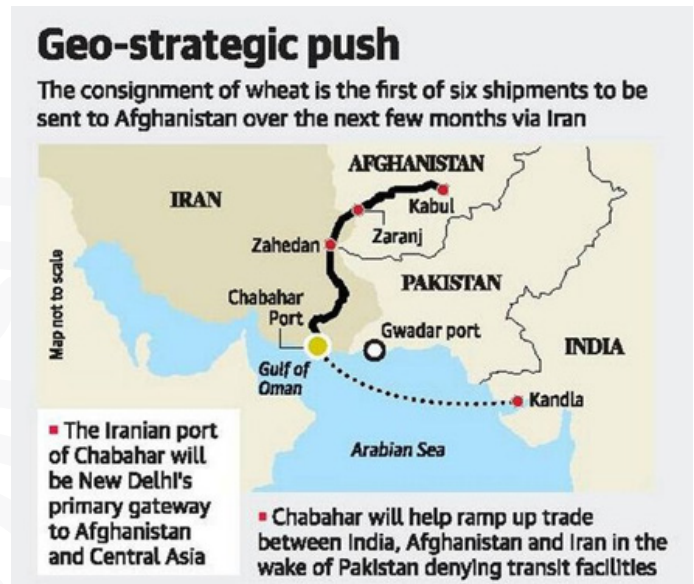 Geo-strategic push
The consignment of wheat is the first of six shipments to be
sent to Afghanistan over the next few months via Iran
AFGHANISTAN
IRAN
Kabul
Zaranj
Zahedan
PAKISTAN
Chabahar
Port
Gwadar port
INDIA
Map not to scale
Gulf of
Oman
Kandla
Arabian Sea
▪ The Iranian port
of Chabahar will
be New Delhi's
primary gateway
to Afghanistan
and Central Asia
▪ Chabahar will help ramp up trade
between India, Afghanistan and Iran in the
wake of Pakistan denying transit facilities